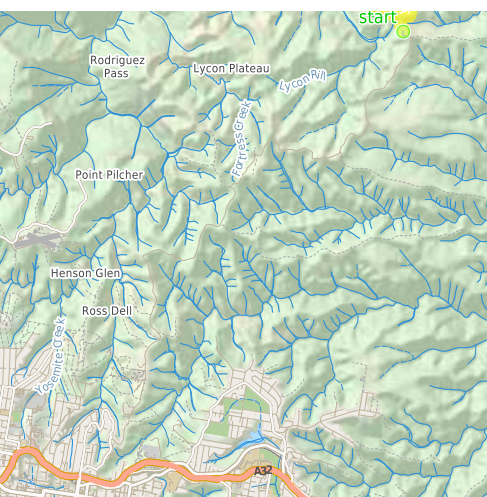 start
Rodriguez
Pass
Lycon Plateau
Lycon Rill
Fortress Creek
Point Pilcher
Henson Glen
Ross Dell
Yosemite Creek
A32